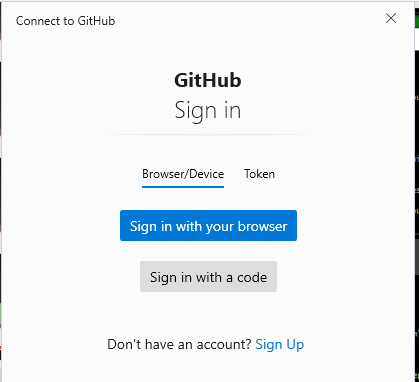 Connect to GitHub
GitHub
Sign in
Browser/Device Token
Sign in with your browser
Sign in with a code
Don't have an account? Sign Up